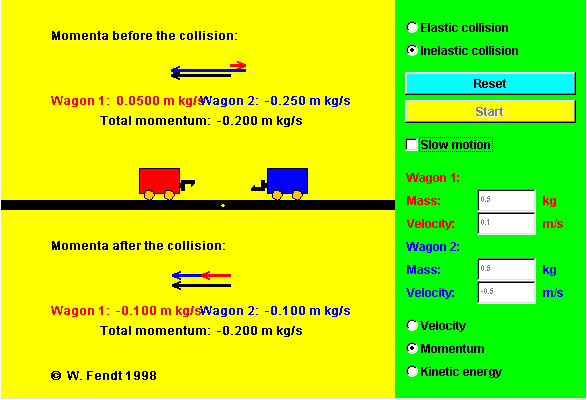 Momenta before the collision:
Wagon 1: 0.0500 m kg/s Wagon 2: -0.250 m kg/s
Total momentum: -0.200 m kg/s
Momenta after the collision:
Wagon 1: -0.100 m kg/s Wagon 2: -0.100 m kg/s
Total momentum: -0.200 m kg/s
© W. Fendt 1998
Elastic collision
Inelastic collision
Reset
Start
Slow motion
Wagon 1:
Mass: 0.5 kg
Velocity: 0.1 m/s
Wagon 2:
Mass: 0.5 kg
Velocity: -0.5 m/s
Velocity
Momentum
Kinetic energy